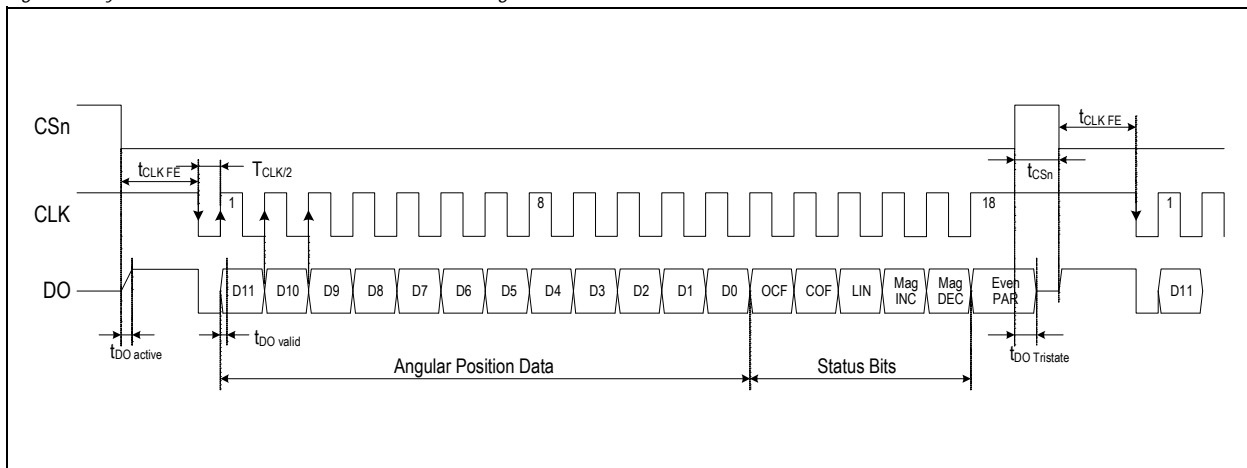 CSn
tCLK FE
TCLK/2
tCLK FE
tCSn
CLK
1
8
18
1
DO
D11
D10
D9
D8
D7
D6
D5
D4
D3
D2
D1
D0
OCF
COF
LIN
Mag
INC
Mag
DEC
Even
PAR
D11
tDO active
tDO valid
tDO Tristate
Angular Position Data
Status Bits